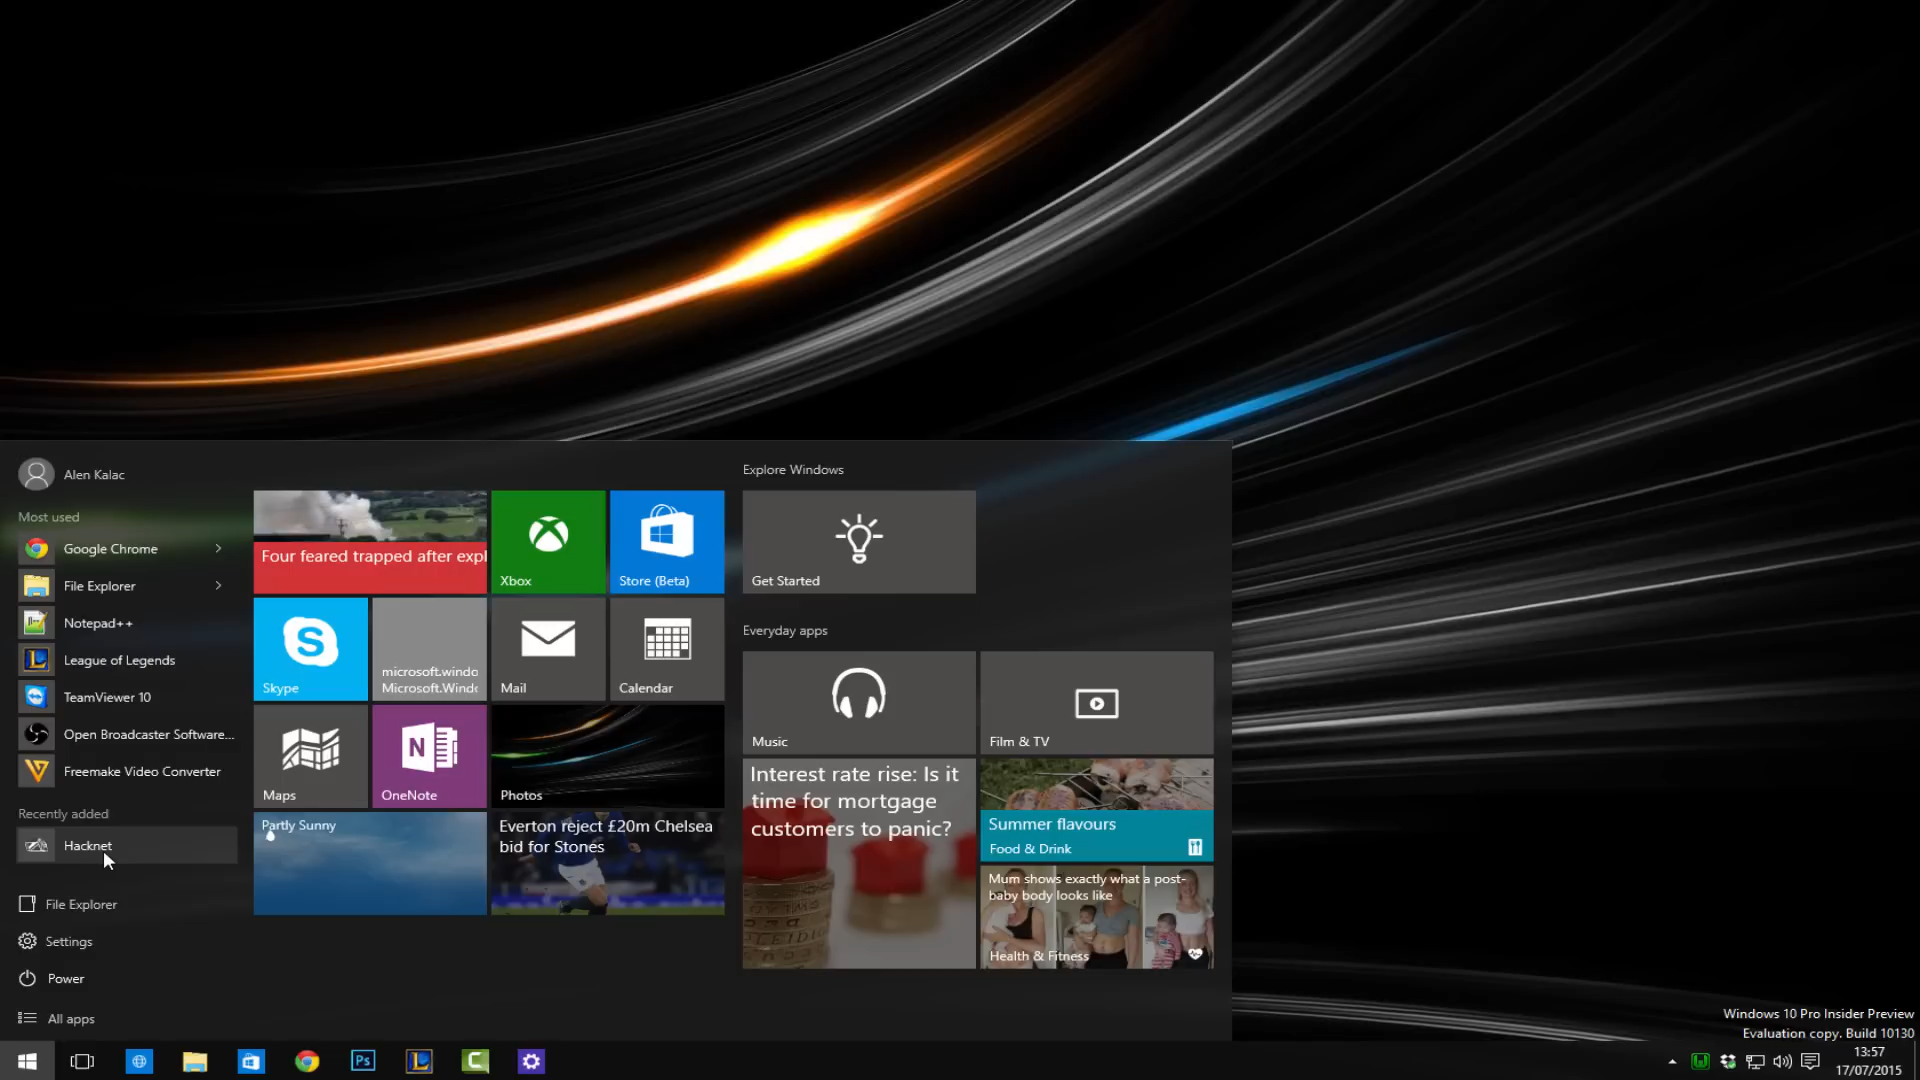 Alen Kalac
Most used
Google Chrome
File Explorer
Notepad++
League of Legends
TeamViewer 10
Open Broadcaster Software...
Freemake Video Converter
Recently added
Hacknet
File Explorer
Settings
Power
All apps
Four feared trapped after expl
Xbox
Store (Beta)
Skype
microsoft.windo
Microsoft.Windc
Mail
Calendar
Maps
OneNote
Photos
Partly Sunny
Everton reject £20m Chelsea
bid for Stones
Explore Windows
Get Started
Everyday apps
Music
Film & TV
Interest rate rise: Is it
time for mortgage
customers to panic?
Summer flavours
Food & Drink
Mum shows exactly what a post-
baby body looks like
Health & Fitness
Windows 10 Pro Insider Preview
Evaluation copy. Build 10130
Ps
13:57
17/07/2015